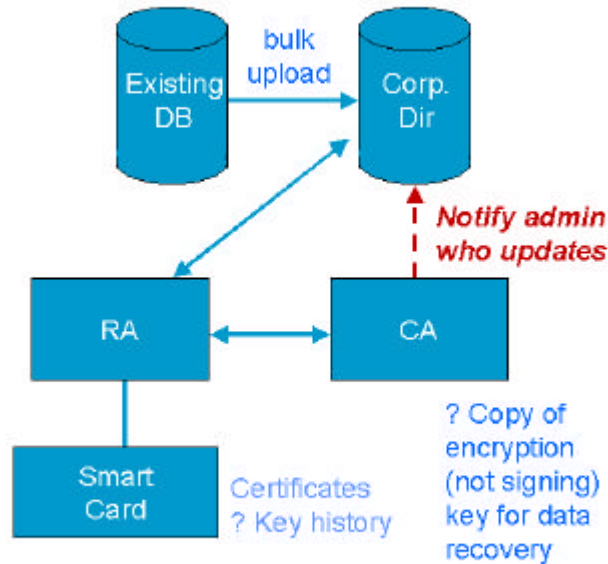 bulk
upload
Existing
DB
Corp.
Dir
Notify admin
who updates
RA
CA
Smart
Card
Certificates
? Key history
? Copy of
encryption
(not signing)
key for data
recovery